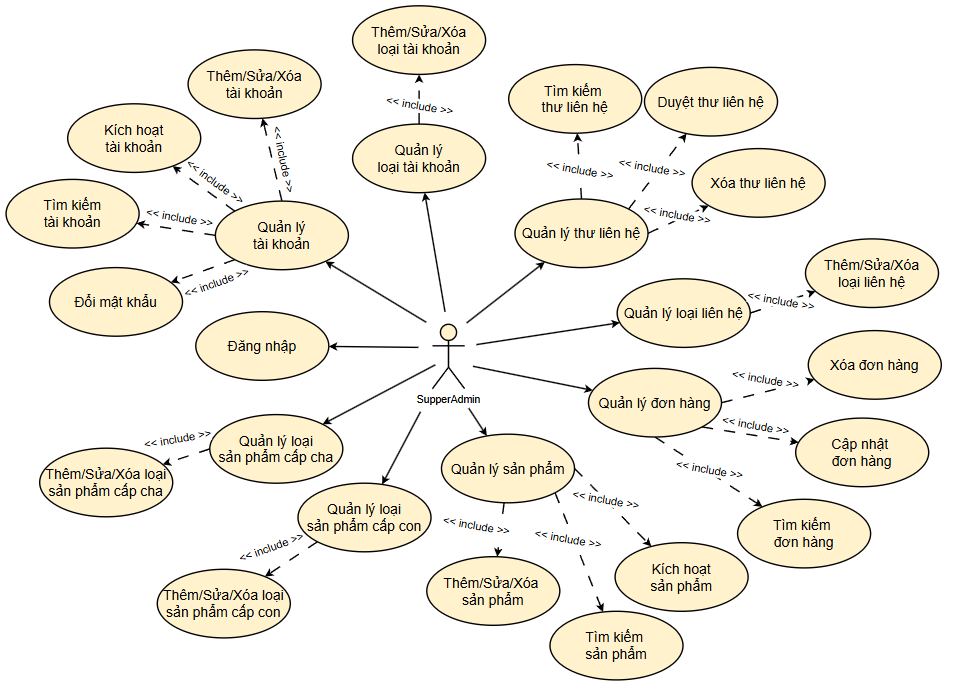 Thêm/Sửa/Xóa
loại tài khoản
<< include >>
Quản lý
loại tài khoản
Thêm/Sửa/Xóa
tài khoản
<< include >>
Kích hoạt
tài khoản
<< include >>
Tìm kiếm
tài khoản
<< include >>
Quản lý
tài khoản
Đổi mật khẩu
<< include >>
Tìm kiếm
thư liên hệ
<< include >>
Duyệt thư liên hệ
<< include >>
Xóa thư liên hệ
<< include >>
Quản lý thư liên hệ
Thêm/Sửa/Xóa
loại liên hệ
<< include >>
Quản lý loại liên hệ
Đăng nhập
SupperAdmin
Quản lý đơn hàng
<< include >>
Xóa đơn hàng
<< include >>
Cập nhật
đơn hàng
<< include >>
Tìm kiếm
đơn hàng
Quản lý loại
sản phẩm cấp cha
<< include >>
Thêm/Sửa/Xóa loại
sản phẩm cấp cha
Quản lý loại
sản phẩm cấp con
<< include >>
Thêm/Sửa/Xóa loại
sản phẩm cấp con
Quản lý sản phẩm
<< include >>
Thêm/Sửa/Xóa
sản phẩm
<< include >>
Tìm kiếm
sản phẩm
<< include >>
Kích hoạt
sản phẩm